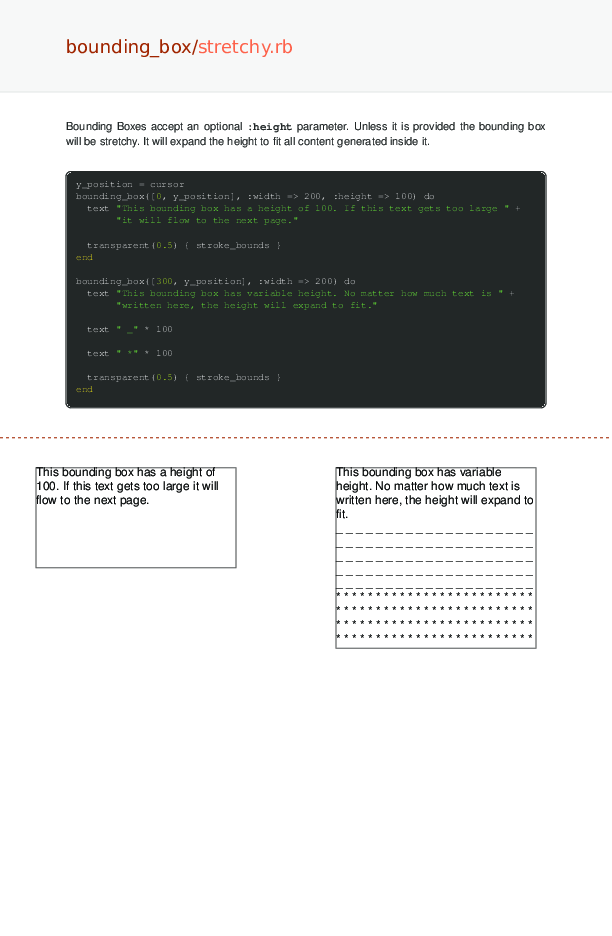 bounding_box/stretchy.rb
Bounding Boxes accept an optional :height parameter. Unless it is provided the bounding box
will be stretchy. It will expand the height to fit all content generated inside it.
y_position = cursor
bounding_box([0, y_position], :width => 200, :height => 100) do
  text "This bounding box has a height of 100. If this text gets too large " +
       "it will flow to the next page."
  transparent(0.5) { stroke_bounds }
end
bounding_box([300, y_position], :width => 200) do
  text "This bounding box has variable height. No matter how much text is " +
       "written here, the height will expand to fit."
  text " _" * 100
  text " *" * 100
  transparent(0.5) { stroke_bounds }
end
This bounding box has a height of
100. If this text gets too large it will
flow to the next page.
This bounding box has variable
height. No matter how much text is
written here, the height will expand to
fit.
_ _ _ _ _ _ _ _ _ _ _ _ _ _ _ _ _ _ _ _
_ _ _ _ _ _ _ _ _ _ _ _ _ _ _ _ _ _ _ _
_ _ _ _ _ _ _ _ _ _ _ _ _ _ _ _ _ _ _ _
_ _ _ _ _ _ _ _ _ _ _ _ _ _ _ _ _ _ _ _
_ _ _ _ _ _ _ _ _ _ _ _ _ _ _ _ _ _ _ _
* * * * * * * * * * * * * * * * * * * * * * * * *
* * * * * * * * * * * * * * * * * * * * * * * * *
* * * * * * * * * * * * * * * * * * * * * * * * *
* * * * * * * * * * * * * * * * * * * * * * * * *